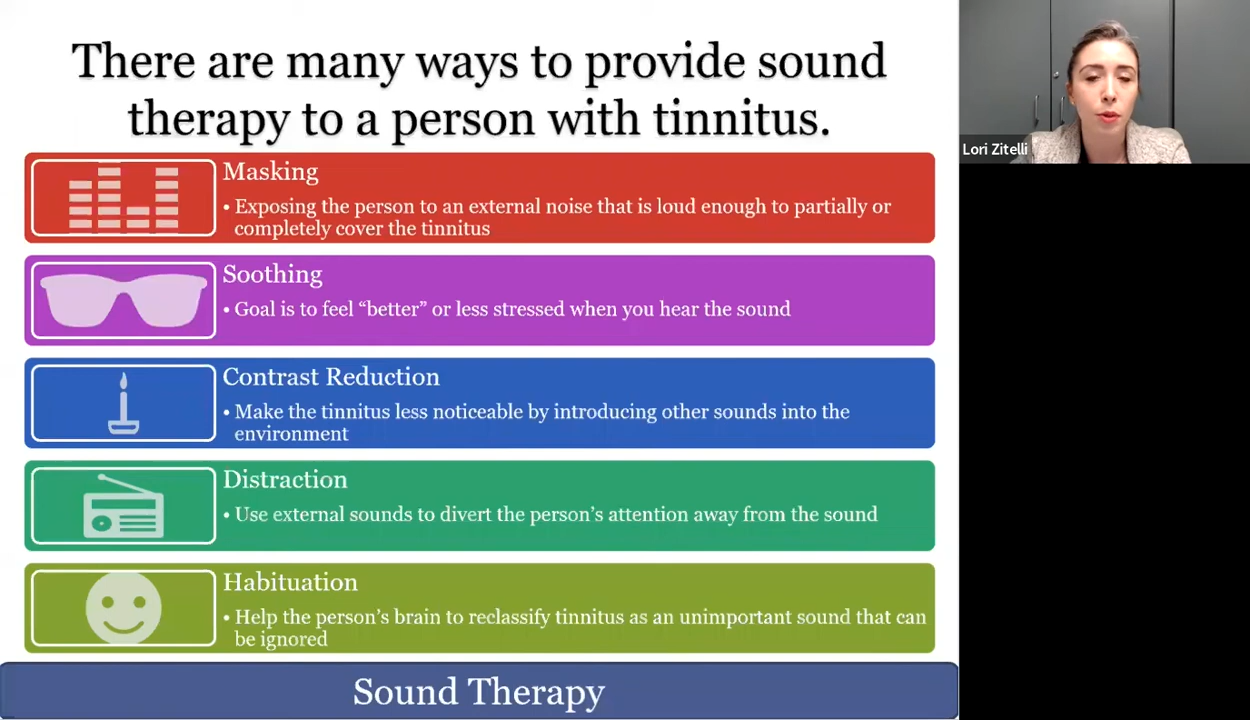 There are many ways to provide sound
therapy to a person with tinnitus.
Masking
• Exposing the person to an external noise that is loud enough to partially or
completely cover the tinnitus
Soothing
• Goal is to feel “better” or less stressed when you hear the sound
Contrast Reduction
• Make the tinnitus less noticeable by introducing other sounds into the
environment
Distraction
• Use external sounds to divert the person’s attention away from the sound
Habituation
• Help the person’s brain to reclassify tinnitus as an unimportant sound that can
be ignored
Sound Therapy
Lori Zitelli